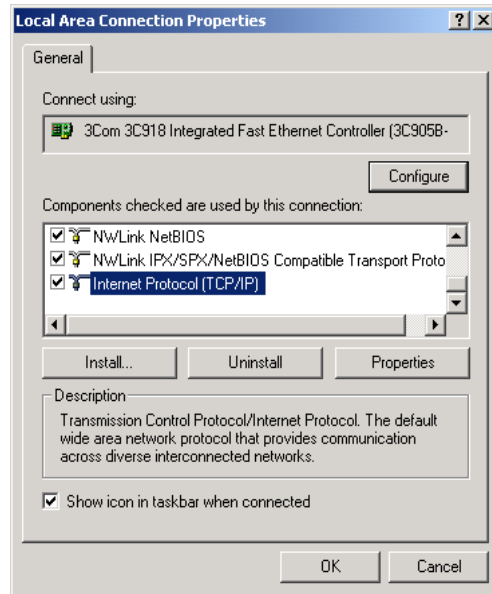 Local Area Connection Properties
General
Connect using:
3Com 3C918 Integrated Fast Ethernet Controller (3C905B-
Configure
Components checked are used by this connection:
NWLink NetBIOS
NWLink IPX/SPX/NetBIOS Compatible Transport Proto
Internet Protocol (TCP/IP)
Install... Uninstall Properties
Description
Transmission Control Protocol/Internet Protocol. The default
wide area network protocol that provides communication
across diverse interconnected networks.
Show icon in taskbar when connected
OK Cancel